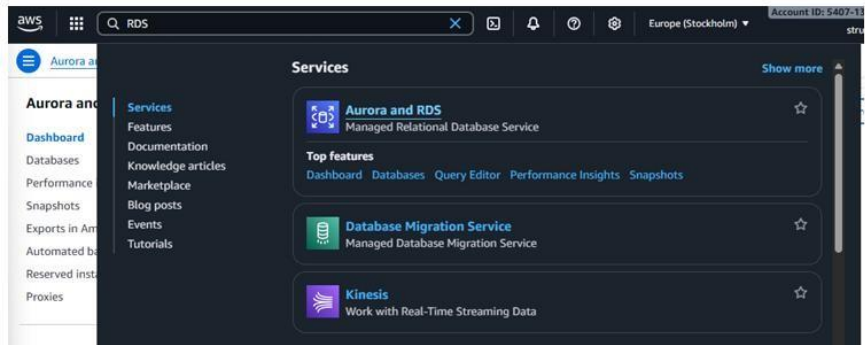 aws
RDS
Europe (Stockholm)
Account ID: 5407-13
stru
Aurora an
Aurora and
Dashboard
Databases
Performance
Snapshots
Exports in Am
Automated ba
Reserved insta
Proxies
Services
Features
Documentation
Knowledge articles
Marketplace
Blog posts
Events
Tutorials
Services
Show more
Aurora and RDS
Managed Relational Database Service
Top features
Dashboard Databases Query Editor Performance Insights Snapshots
Database Migration Service
Managed Database Migration Service
Kinesis
Work with Real-Time Streaming Data